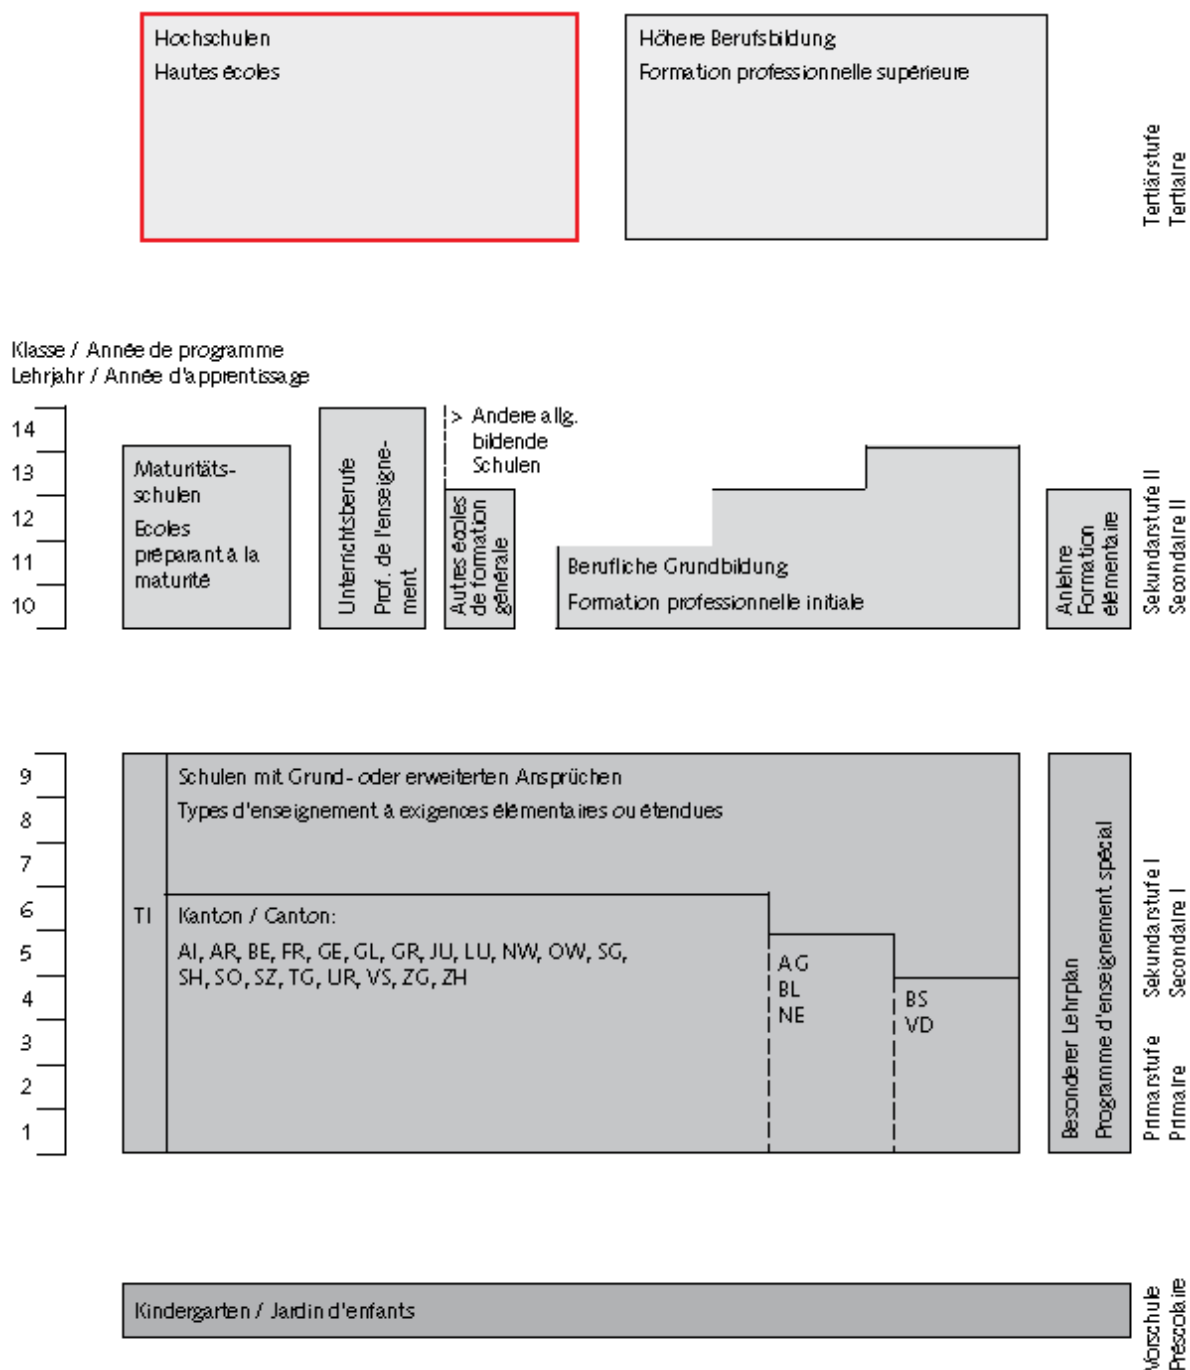 Hochschulen
Hautes écoles
Höhere Berufsbildung
Formation professionnelle supérieure
Tertiärstufe
Tertiaire
Klasse / Année de programme
Lehrjahr / Année d'apprentissage
14
13
12
11
10
Maturitäts-
schulen
Ecoles
préparant à la
maturité
Unterrichtsberufe
Prof. de l'enseigne-
ment
> Andere allg.
bildende
Schulen
Autres écoles
de formation
générale
Berufliche Grundbildung
Formation professionnelle initiale
Anlehre
Formation
élémentaire
Sekundarstufe II
Secondaire II
9
8
7
6
5
4
3
2
1
TI
Schulen mit Grund- oder erweiterten Ansprüchen
Types d'enseignement à exigences élémentaires ou étendues
Kanton / Canton:
AI, AR, BE, FR, GE, GL, GR, JU, LU, NW, OW, SG,
SH, SO, SZ, TG, UR, VS, ZG, ZH
AG
BL
NE
BS
VD
Besonderer Lehrplan
Programme d'enseignement spécial
Sekundarstufe I
Secondaire I
Primarstufe
Primaire
Kindergarten / Jardin d'enfants
Vorschule
Préscolaire